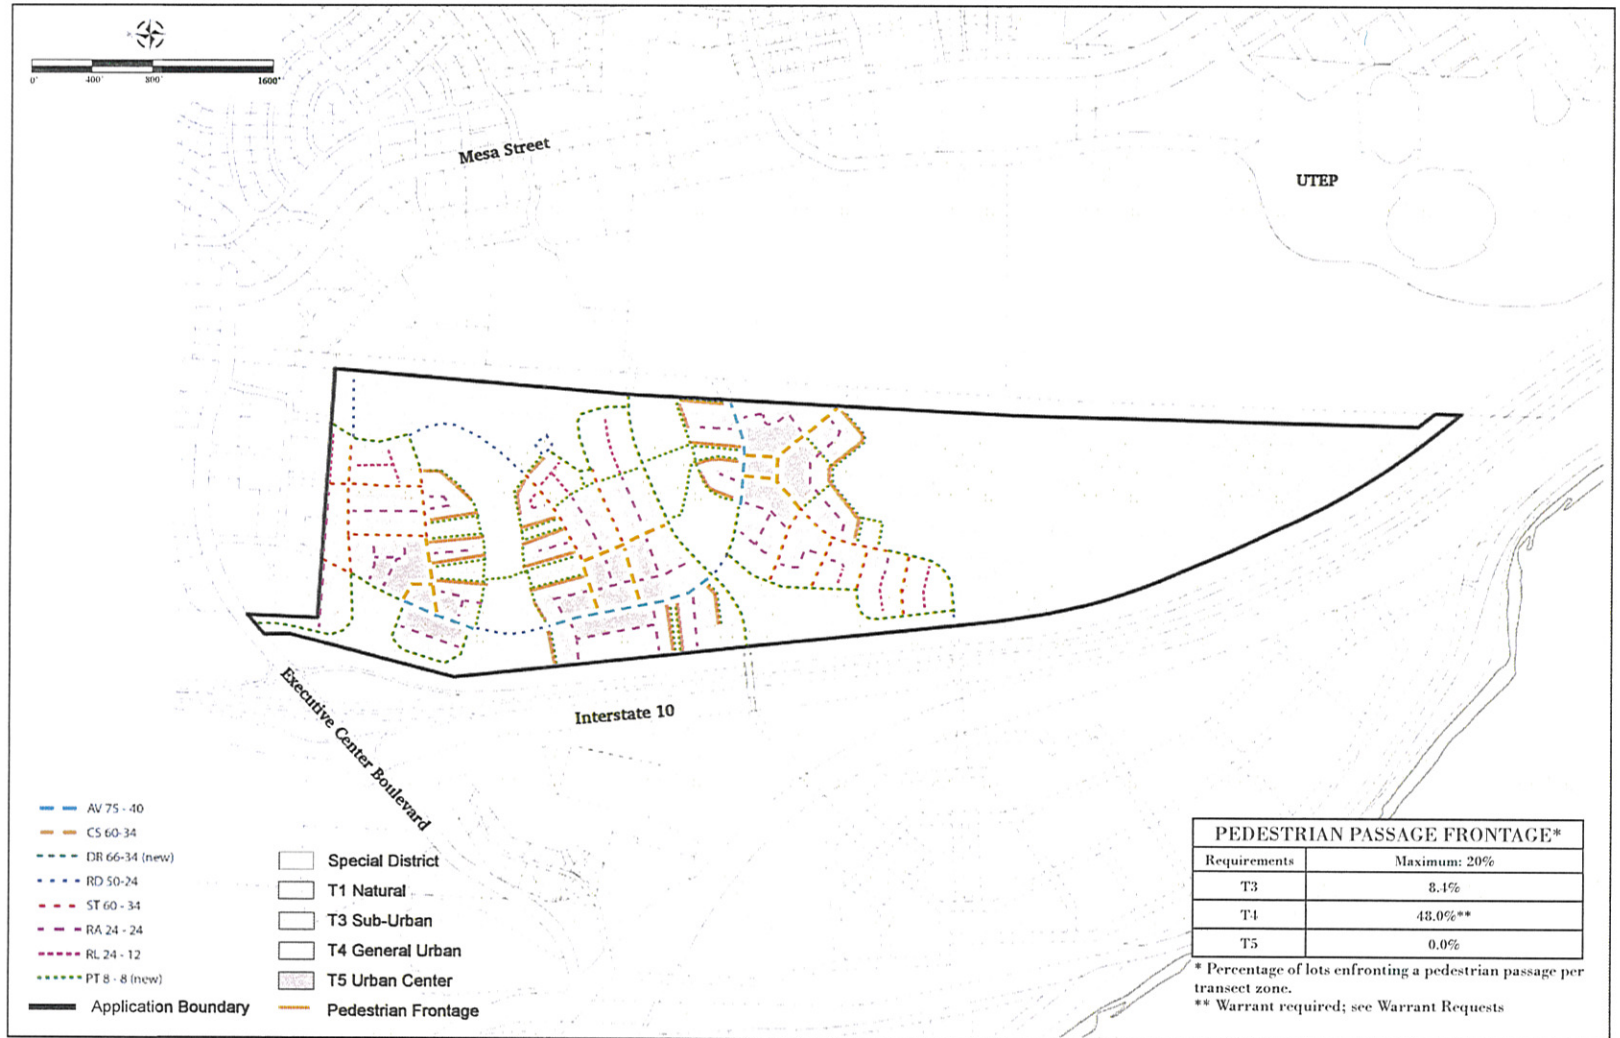 0'
400'
800'
1600'
Mesa Street
UTEP
Interstate 10
Executive Center Boulevard
AV 75 - 40
CS 60-34
DR 66-34 (new)
RD 50-24
ST 60 - 34
RA 24 - 24
RL 24 - 12
PT 8 - 8 (new)
Application Boundary
Special District
T1 Natural
T3 Sub-Urban
T4 General Urban
T5 Urban Center
Pedestrian Frontage
PEDESTRIAN PASSAGE FRONTAGE*
Requirements Maximum: 20%
T3 8.4%
T4 48.0%**
T5 0.0%
* Percentage of lots enfronting a pedestrian passage per
transect zone.
** Warrant required; see Warrant Requests